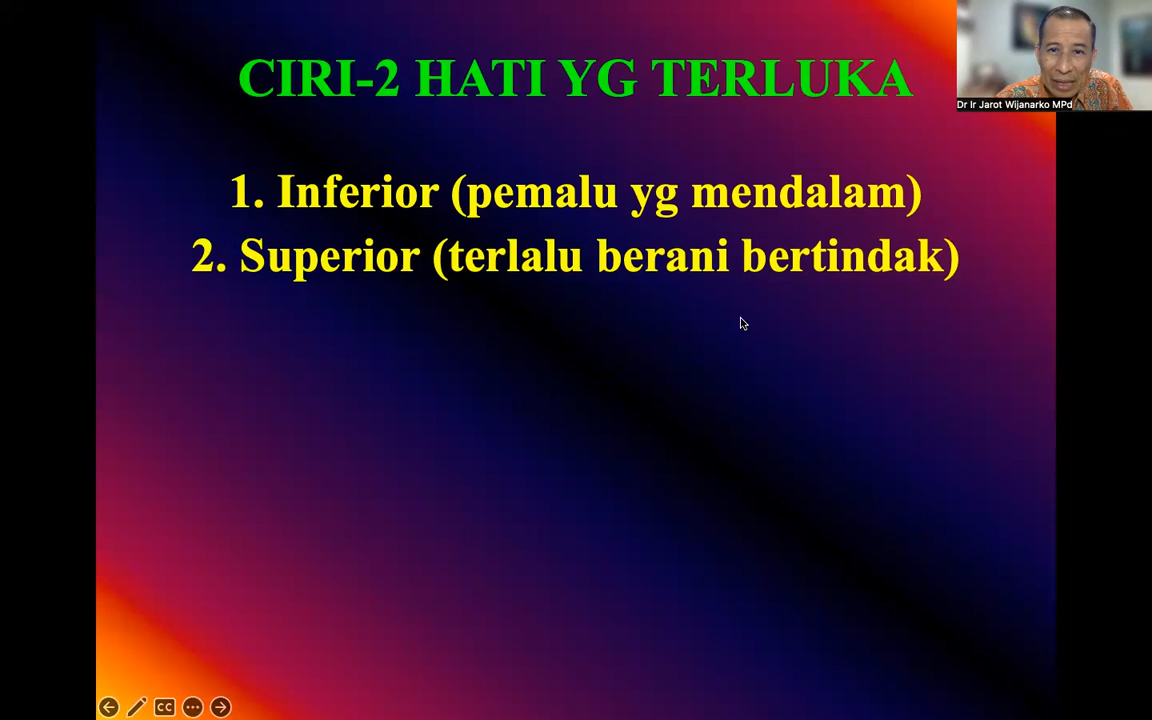 CIRI-2 HATI YG TERLUKA
Dr Ir Jarot Wijanarko MPd
1. Inferior (pemalu yg mendalam)
2. Superior (terlalu berani bertindak)
CC